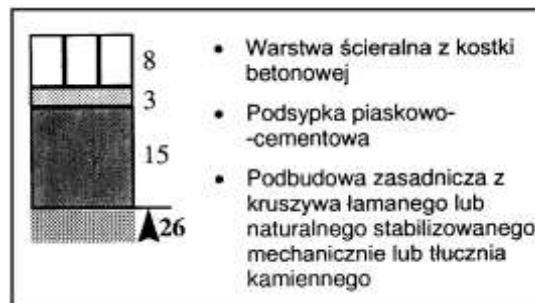 8
3
15
26
• Warstwa ścieralna z kostki
betonowej
• Podsypka piaskowo-
-cementowa
• Podbudowa zasadnicza z
kruszywa łamanego lub
naturalnego stabilizowanego
mechanicznie lub tłucznia
kamiennego